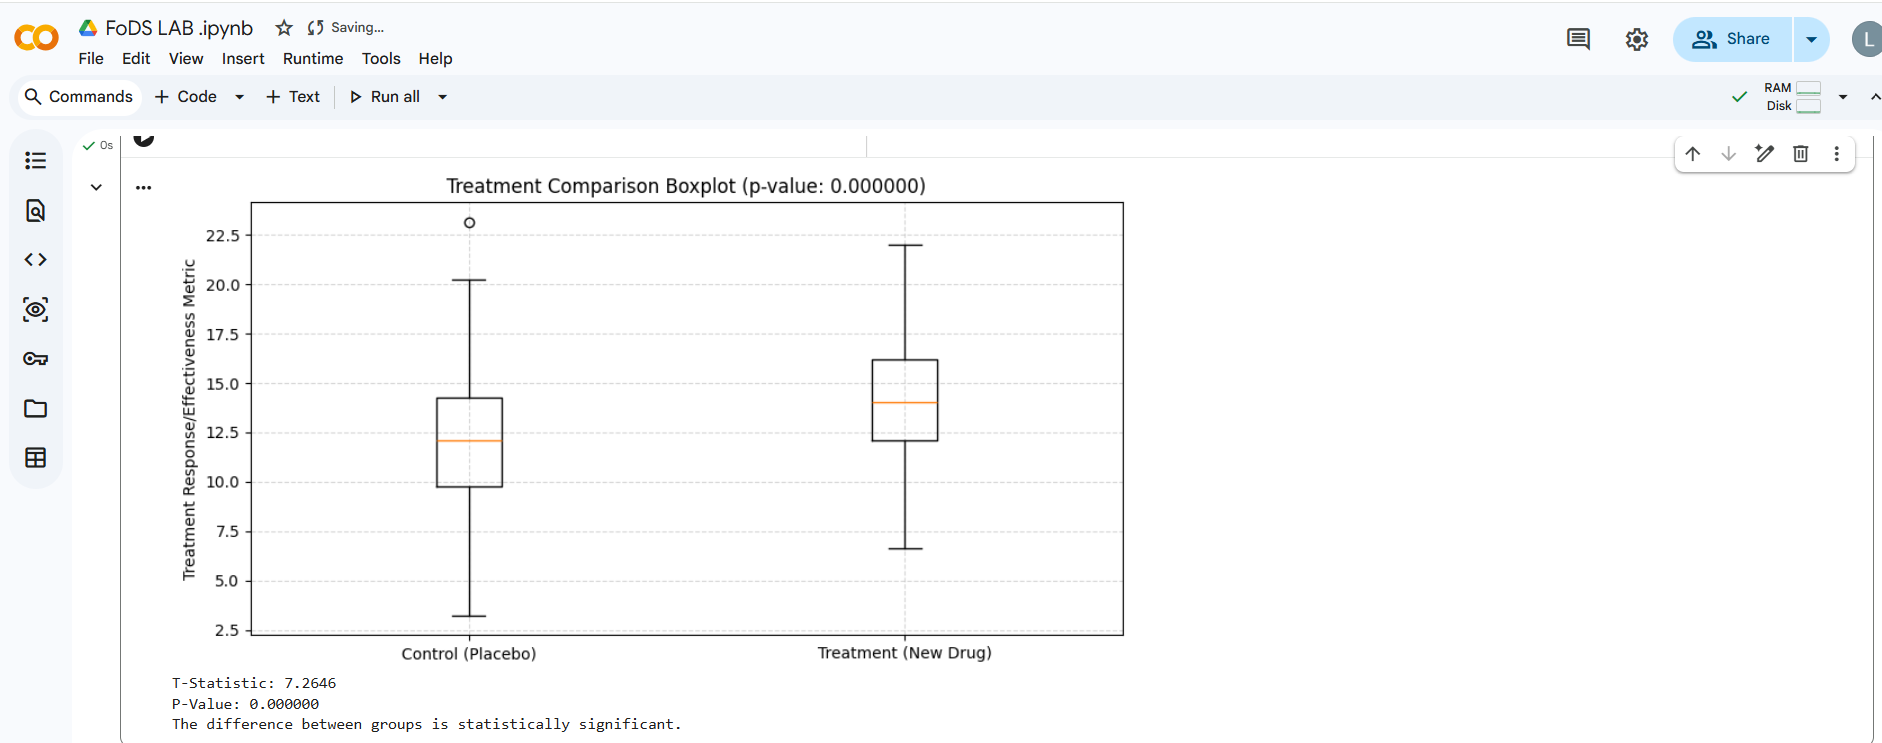 FoDS LAB .ipynb
Saving...
File Edit View Insert Runtime Tools Help
Share
L
Commands + Code + Text Run all
RAM
Disk
0s
Treatment Comparison Boxplot (p-value: 0.000000)
Treatment Response/Effectiveness Metric
22.5
20.0
17.5
15.0
12.5
10.0
7.5
5.0
2.5
Control (Placebo) Treatment (New Drug)
T-Statistic: 7.2646
P-Value: 0.000000
The difference between groups is statistically significant.